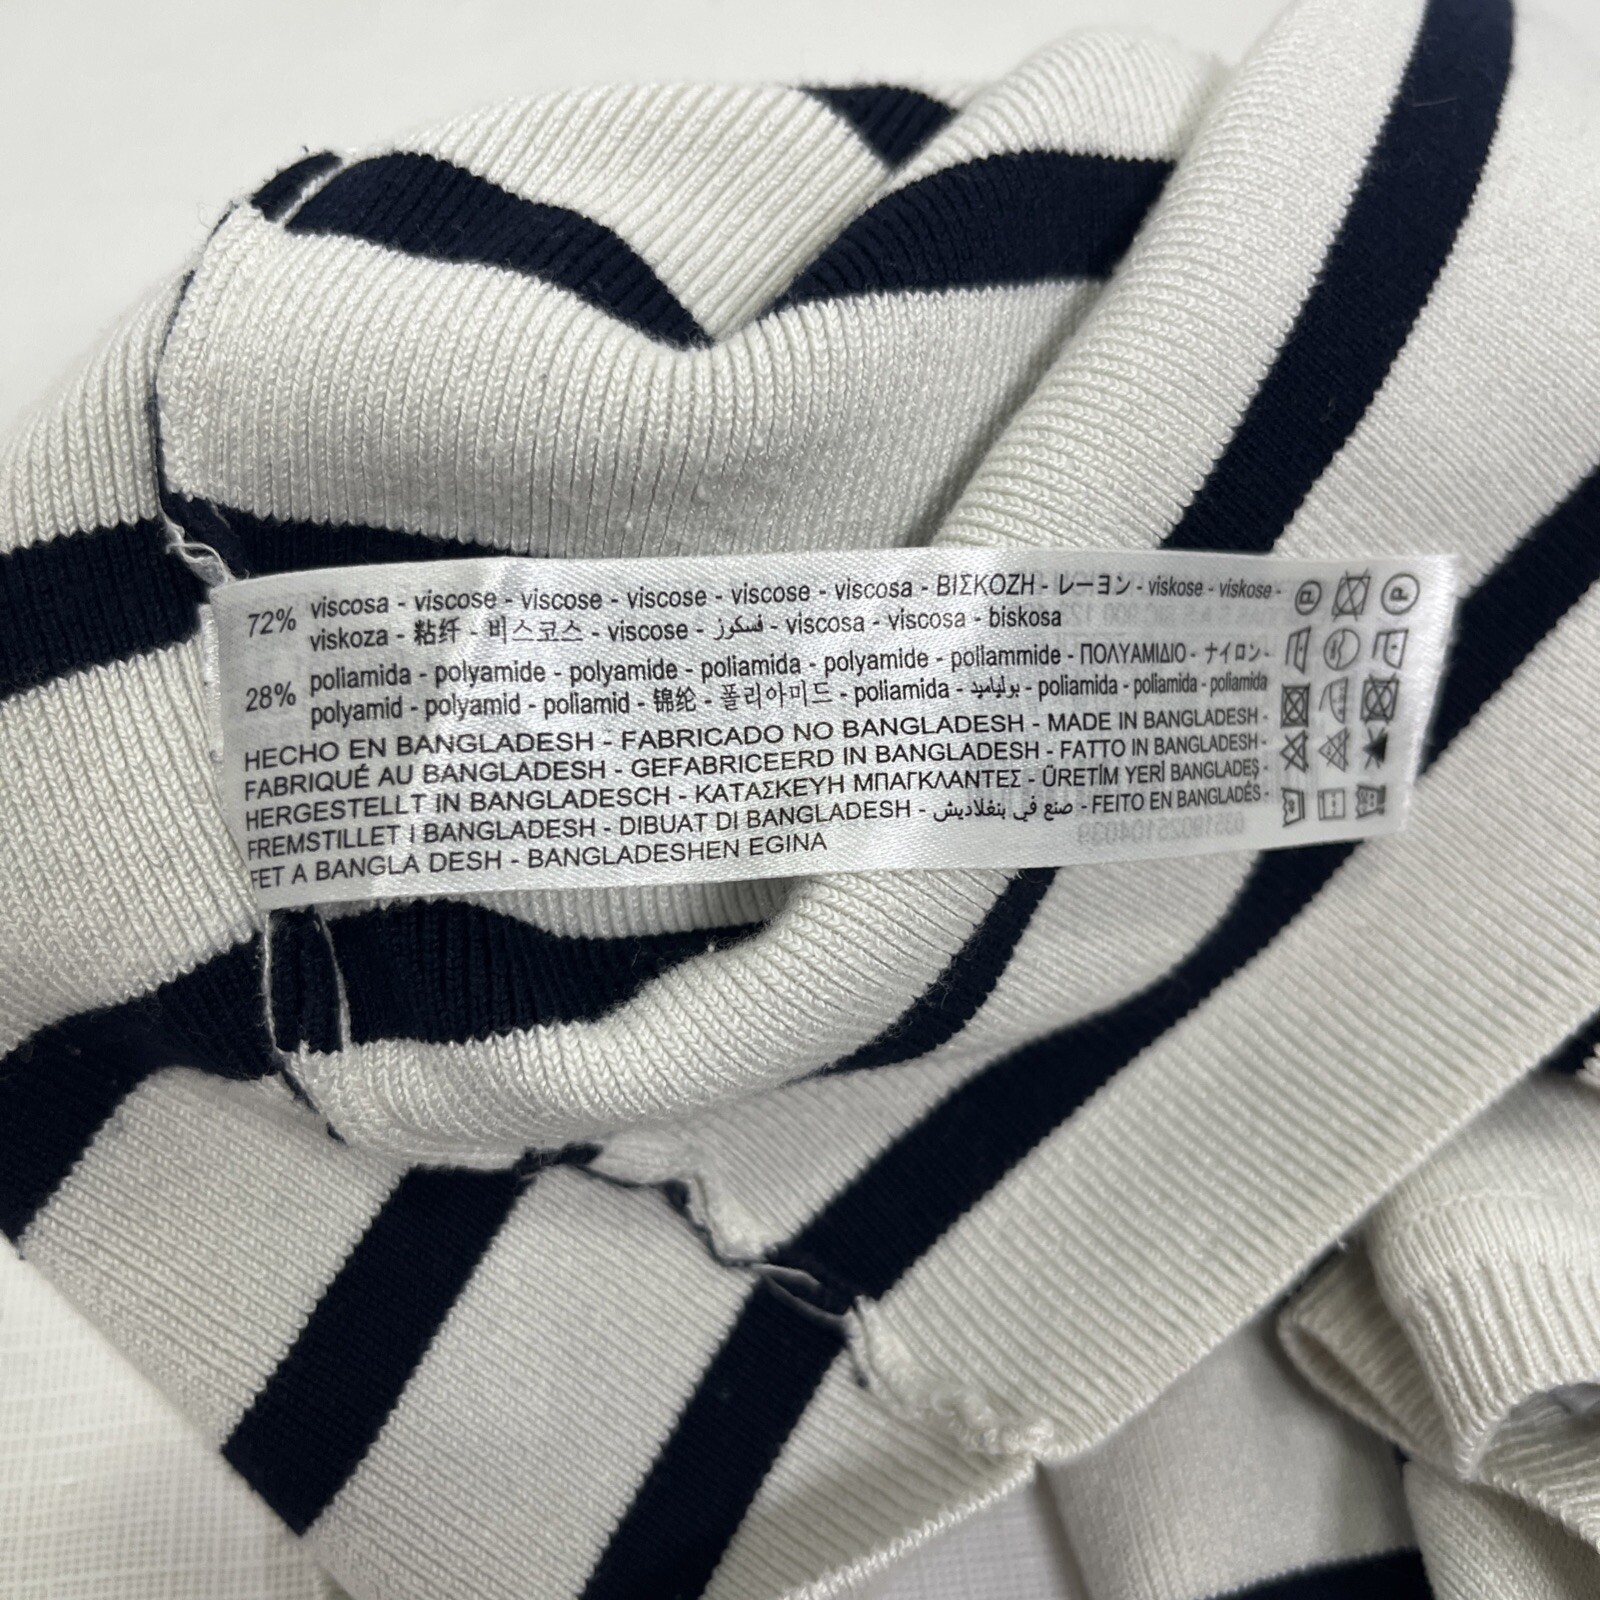 72% viscosa - viscose - viscose - viscose - viscose - viscosa - ΒΙΣΚΟΖΗ - レーヨン - viskose - viskose -
viskoza - 粘纤 - 비스코스 - viscose - فسكوز - viscosa - viscosa - biskosa
28% poliamida - polyamide - polyamide - poliamida - polyamide - poliammide - ΠΟΛΥΑΜΙΔΙΟ - ナイロン -
polyamid - polyamid - poliamid - 锦纶 - 폴리아미드 - poliamida - بولياميد - poliamida - poliamida - poliamida
HECHO EN BANGLADESH - FABRICADO NO BANGLADESH - MADE IN BANGLADESH -
FABRIQUÉ AU BANGLADESH - GEFABRICEERD IN BANGLADESH - FATTO IN BANGLADESH -
HERGESTELLT IN BANGLADESCH - ΚΑΤΑΣΚΕΥΗ ΜΠΑΓΚΛΑΝΤΕΣ - ÜRETİM YERİ BANGLADEŞ -
FREMSTILLET I BANGLADESH - DIBUAT DI BANGLADESH - صنع في بنغلاديش - FEITO EN BANGLADÉS -
FET A BANGLA DESH - BANGLADESHEN EGINA